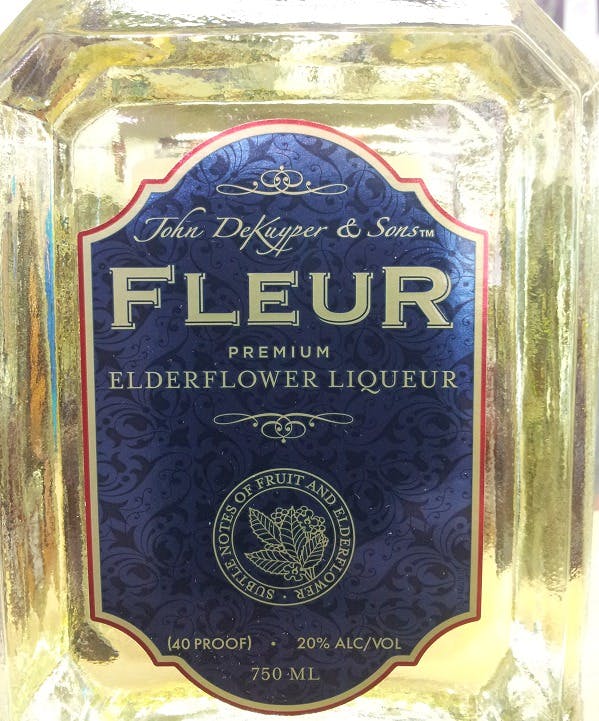 John DeKuyper & Sons™
FLEUR
PREMIUM
ELDERFLOWER LIQUEUR
SUBTLE NOTES OF FRUIT AND ELDERFLOWER •
(40 PROOF) • 20% ALC/VOL
750 ML